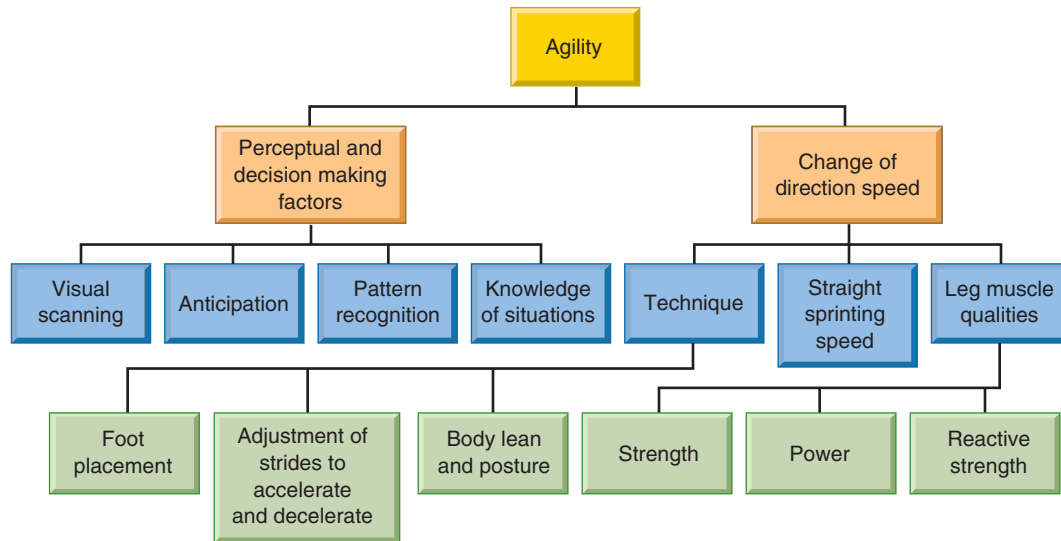 Agility
Perceptual and
decision making
factors
Change of
direction speed
Visual
scanning
Anticipation
Pattern
recognition
Knowledge
of situations
Technique
Straight
sprinting
speed
Leg muscle
qualities
Foot
placement
Adjustment of
strides to
accelerate
and decelerate
Body lean
and posture
Strength
Power
Reactive
strength